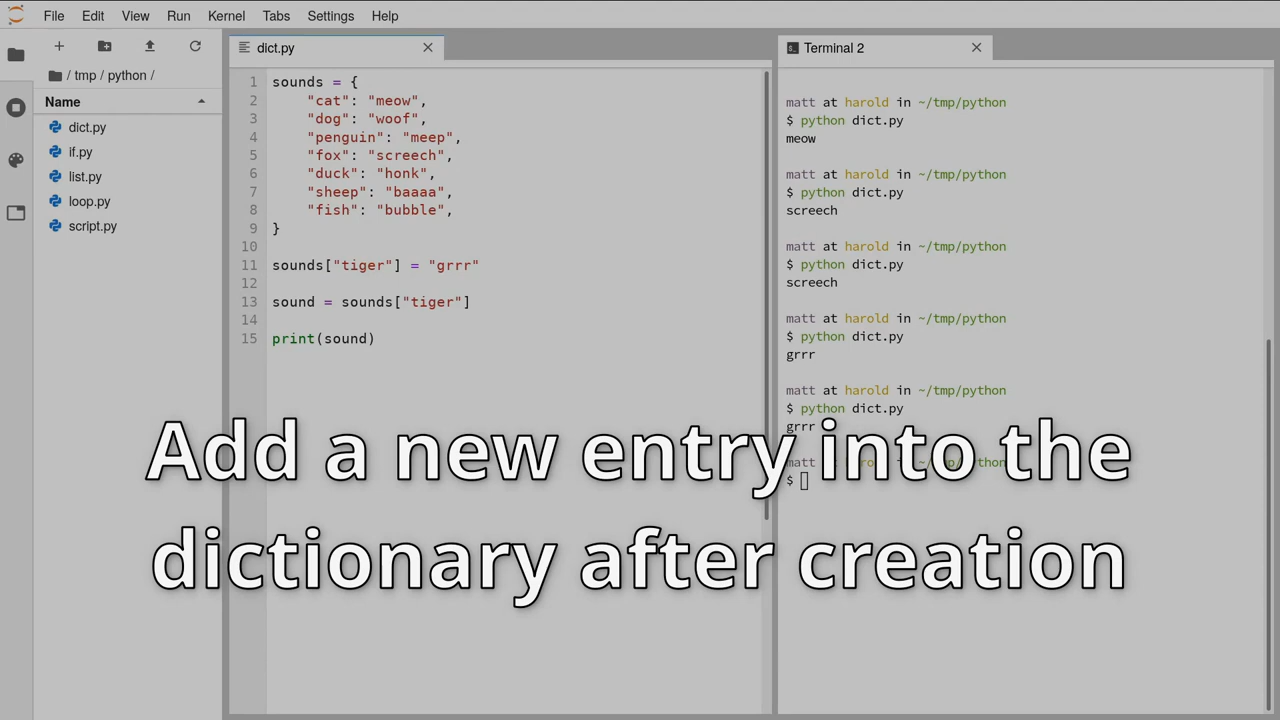 File Edit View Run Kernel Tabs Settings Help
/ tmp / python /
Name
dict.py
if.py
list.py
loop.py
script.py
dict.py
1 sounds = {
2     "cat": "meow",
3     "dog": "woof",
4     "penguin": "meep",
5     "fox": "screech",
6     "duck": "honk",
7     "sheep": "baaaa",
8     "fish": "bubble",
9 }
10
11 sounds["tiger"] = "grrr"
12
13 sound = sounds["tiger"]
14
15 print(sound)
Terminal 2
matt at harold in ~/tmp/python
$ python dict.py
meow
matt at harold in ~/tmp/python
$ python dict.py
screech
matt at harold in ~/tmp/python
$ python dict.py
screech
matt at harold in ~/tmp/python
$ python dict.py
grrr
matt at harold in ~/tmp/python
$ python dict.py
grrr
matt at harold in ~/tmp/python
$
Add a new entry into the
dictionary after creation